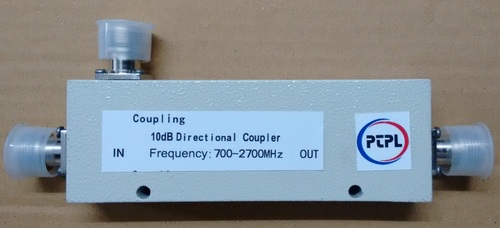 Coupling
10dB Directional Coupler
IN Frequency: 700-2700MHz OUT
PTPL